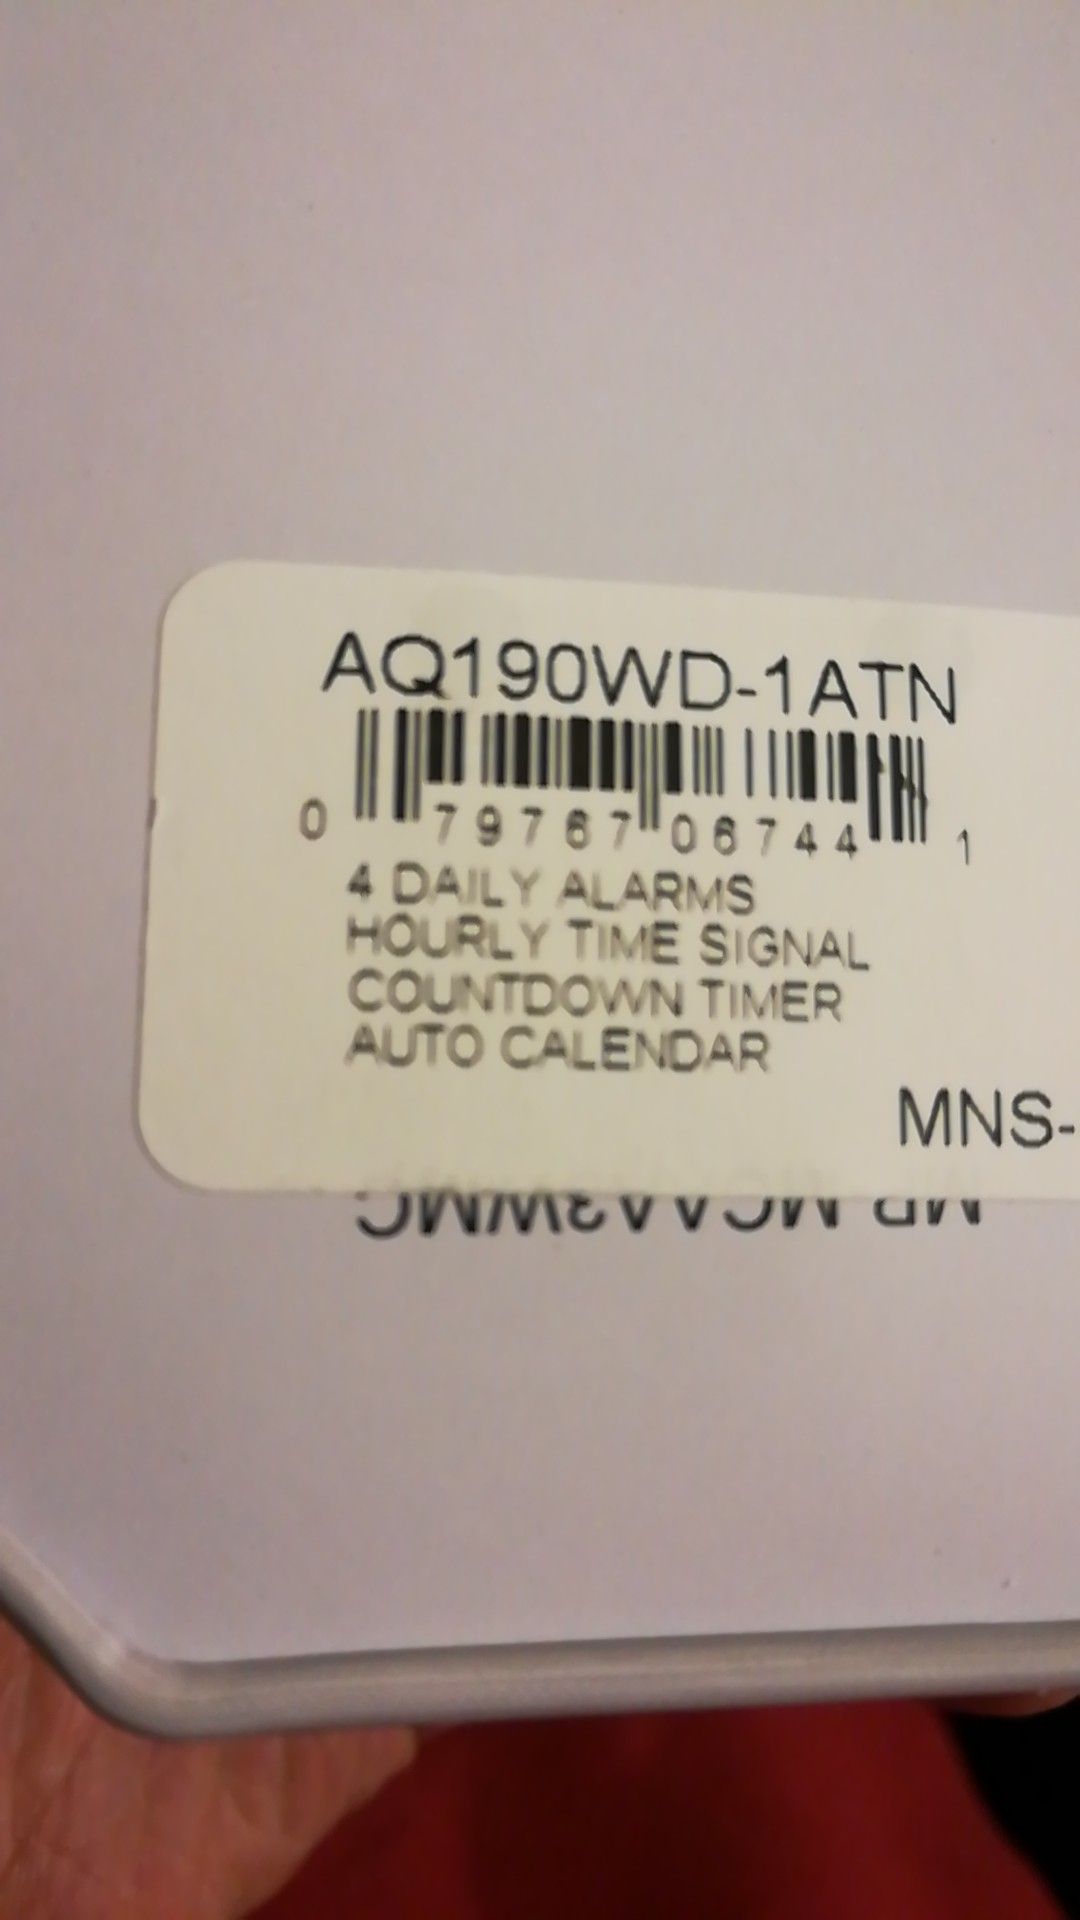 AQ190WD-1ATN
0 79767 06744 1
4 DAILY ALARMS
HOURLY TIME SIGNAL
COUNTDOWN TIMER
AUTO CALENDAR
MNS-